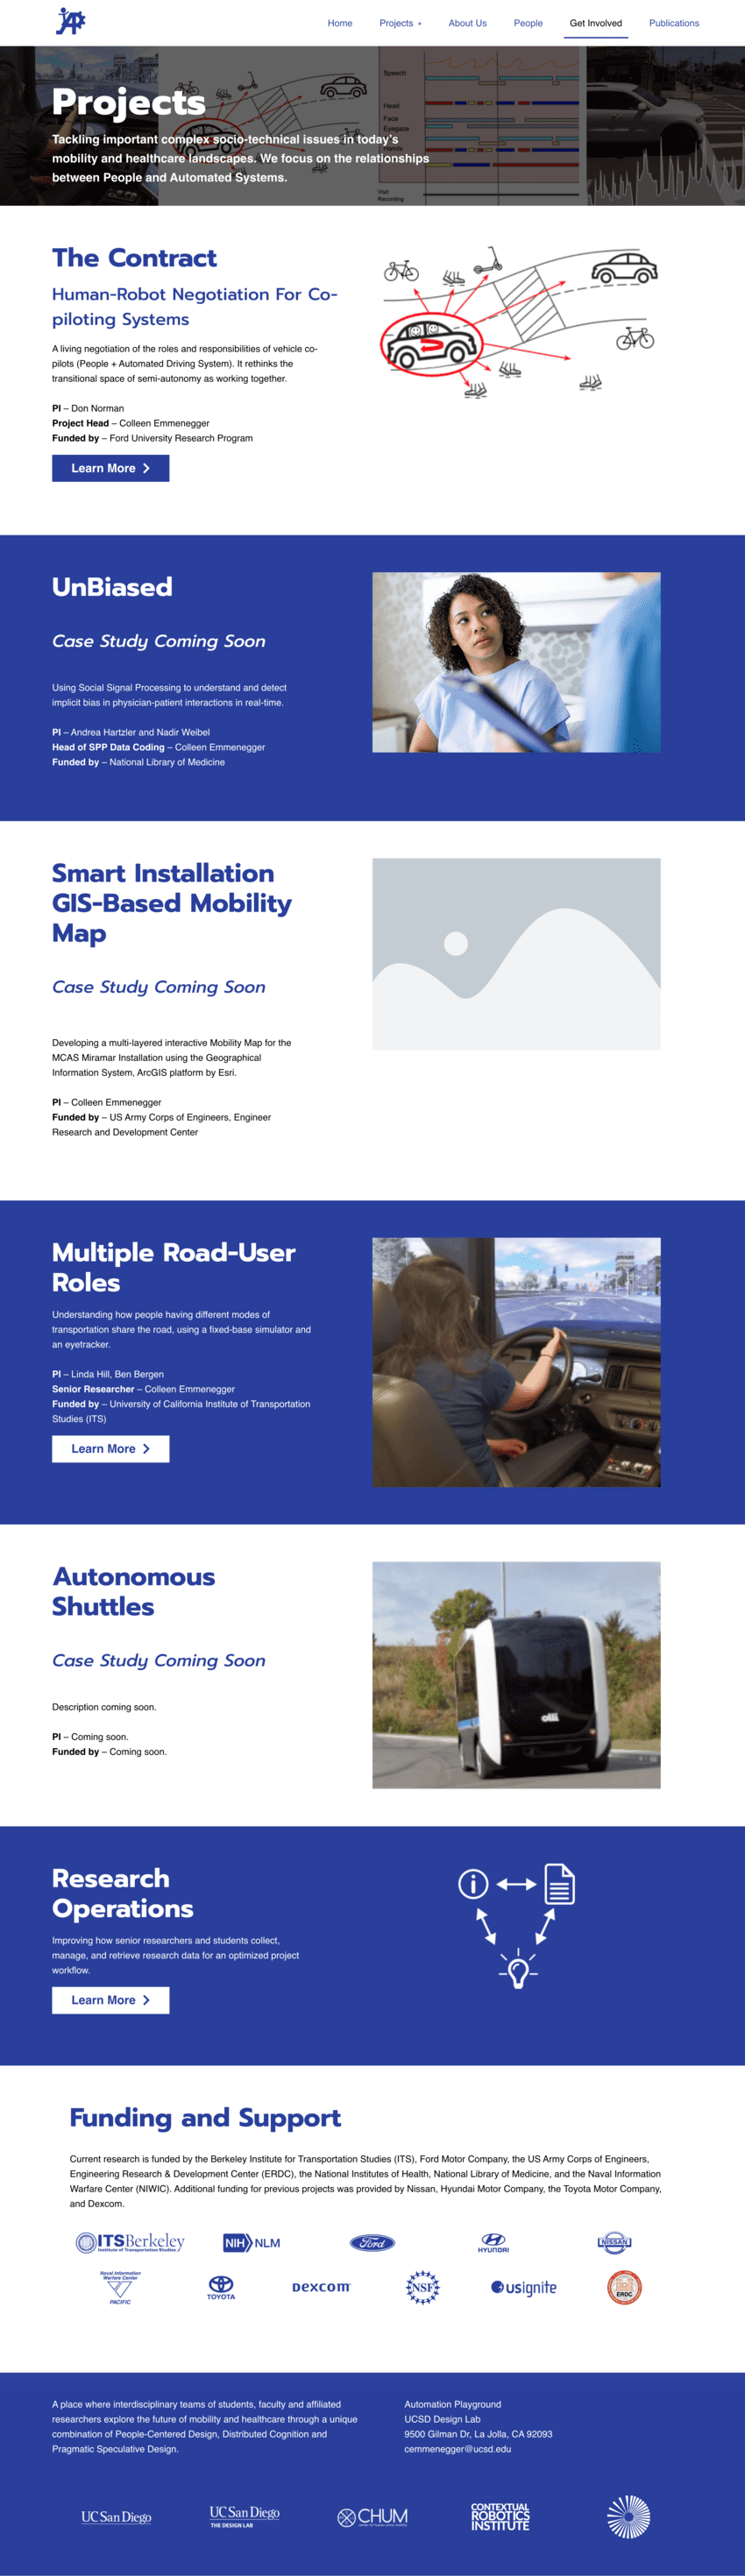 Home Projects + About Us People Get Involved Publications
Projects
Tackling important complex socio-technical issues in today's
mobility and healthcare landscapes. We focus on the relationships
between People and Automated Systems.
Speech
Head
Face
Eyegaze
Hands
Visit
Recording
The Contract
Human-Robot Negotiation For Co-
piloting Systems
A living negotiation of the roles and responsibilities of vehicle co-
pilots (People + Automated Driving System). It rethinks the
transitional space of semi-autonomy as working together.
PI – Don Norman
Project Head – Colleen Emmenegger
Funded by – Ford University Research Program
Learn More
UnBiased
Case Study Coming Soon
Using Social Signal Processing to understand and detect
implicit bias in physician-patient interactions in real-time.
PI – Andrea Hartzler and Nadir Weibel
Head of SPP Data Coding – Colleen Emmenegger
Funded by – National Library of Medicine
Smart Installation
GIS-Based Mobility
Map
Case Study Coming Soon
Developing a multi-layered interactive Mobility Map for the
MCAS Miramar Installation using the Geographical
Information System, ArcGIS platform by Esri.
PI – Colleen Emmenegger
Funded by – US Army Corps of Engineers, Engineer
Research and Development Center
Multiple Road-User
Roles
Understanding how people having different modes of
transportation share the road, using a fixed-base simulator and
an eyetracker.
PI – Linda Hill, Ben Bergen
Senior Researcher – Colleen Emmenegger
Funded by – University of California Institute of Transportation
Studies (ITS)
Learn More
Autonomous
Shuttles
Case Study Coming Soon
Description coming soon.
PI – Coming soon.
Funded by – Coming soon.
olli
Research
Operations
Improving how senior researchers and students collect,
manage, and retrieve research data for an optimized project
workflow.
Learn More
Funding and Support
Current research is funded by the Berkeley Institute for Transportation Studies (ITS), Ford Motor Company, the US Army Corps of Engineers,
Engineering Research & Development Center (ERDC), the National Institutes of Health, National Library of Medicine, and the Naval Information
Warfare Center (NIWIC). Additional funding for previous projects was provided by Nissan, Hyundai Motor Company, the Toyota Motor Company,
and Dexcom.
ITS Berkeley
Institute of Transportation Studies
NIH NLM
Ford
HYUNDAI
NISSAN
Naval Information
Warfare Center
PACIFIC
TOYOTA
Dexcom
NSF
usignite
ERDC
A place where interdisciplinary teams of students, faculty and affiliated
researchers explore the future of mobility and healthcare through a unique
combination of People-Centered Design, Distributed Cognition and
Pragmatic Speculative Design.
Automation Playground
UCSD Design Lab
9500 Gilman Dr, La Jolla, CA 92093
cemmenegger@ucsd.edu
UC San Diego
UC San Diego
THE DESIGN LAB
CHUM
CONTEXTUAL
ROBOTICS
INSTITUTE